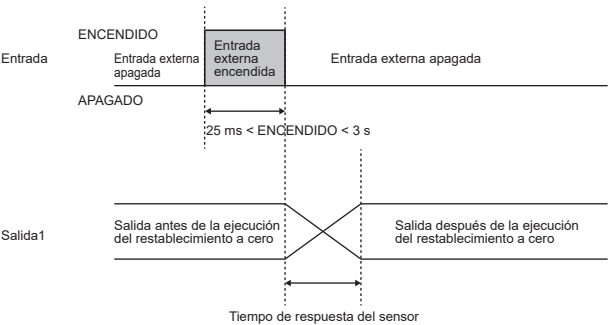 ENCENDIDO
Entrada
Entrada externa
apagada
Entrada
externa
encendida
Entrada externa apagada
APAGADO
25 ms < ENCENDIDO < 3 s
Salida1
Salida antes de la ejecución
del restablecimiento a cero
Salida después de la ejecución
del restablecimiento a cero
Tiempo de respuesta del sensor